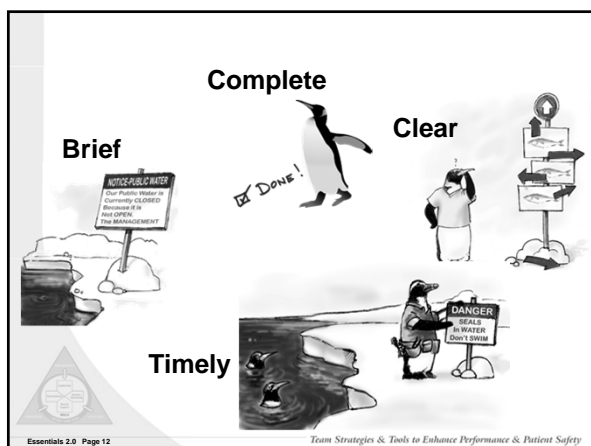 Complete
Clear
Brief
NOTICE-PUBLIC WATER
Our Public Water is
Currently CLOSED
Because it is
Not OPEN.
The MANAGEMENT
DONE!
?
DANGER
SEALS
In WATER
Don't SWIM
Timely
Essentials 2.0 Page 12
Team Strategies & Tools to Enhance Performance & Patient Safety